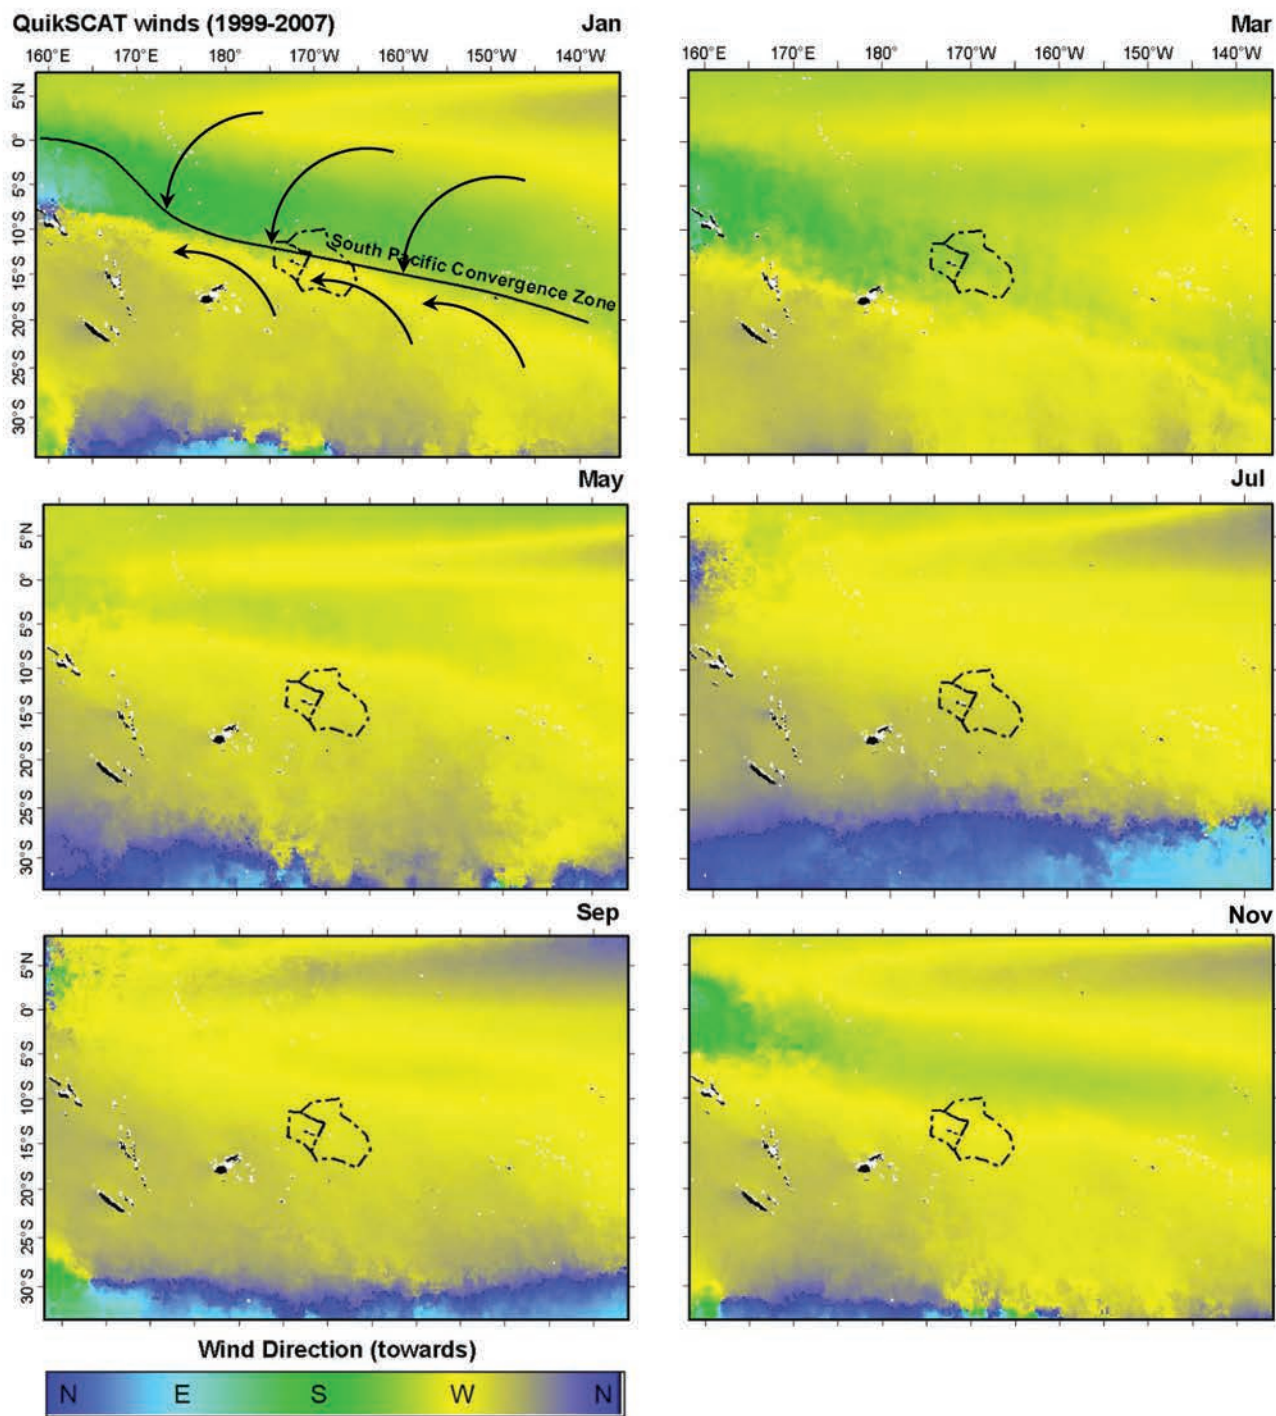 QuikSCAT winds (1999-2007) Jan Mar
160°E 170°E 180° 170°W 160°W 150°W 140°W 160°E 170°E 180° 170°W 160°W 150°W 140°W
5°N
0°
5°S
10°S
15°S
20°S
25°S
30°S
South Pacific Convergence Zone
May Jul
5°N
0°
5°S
10°S
15°S
20°S
25°S
30°S
Sep Nov
5°N
0°
5°S
10°S
15°S
20°S
25°S
30°S
Wind Direction (towards)
N E S W N